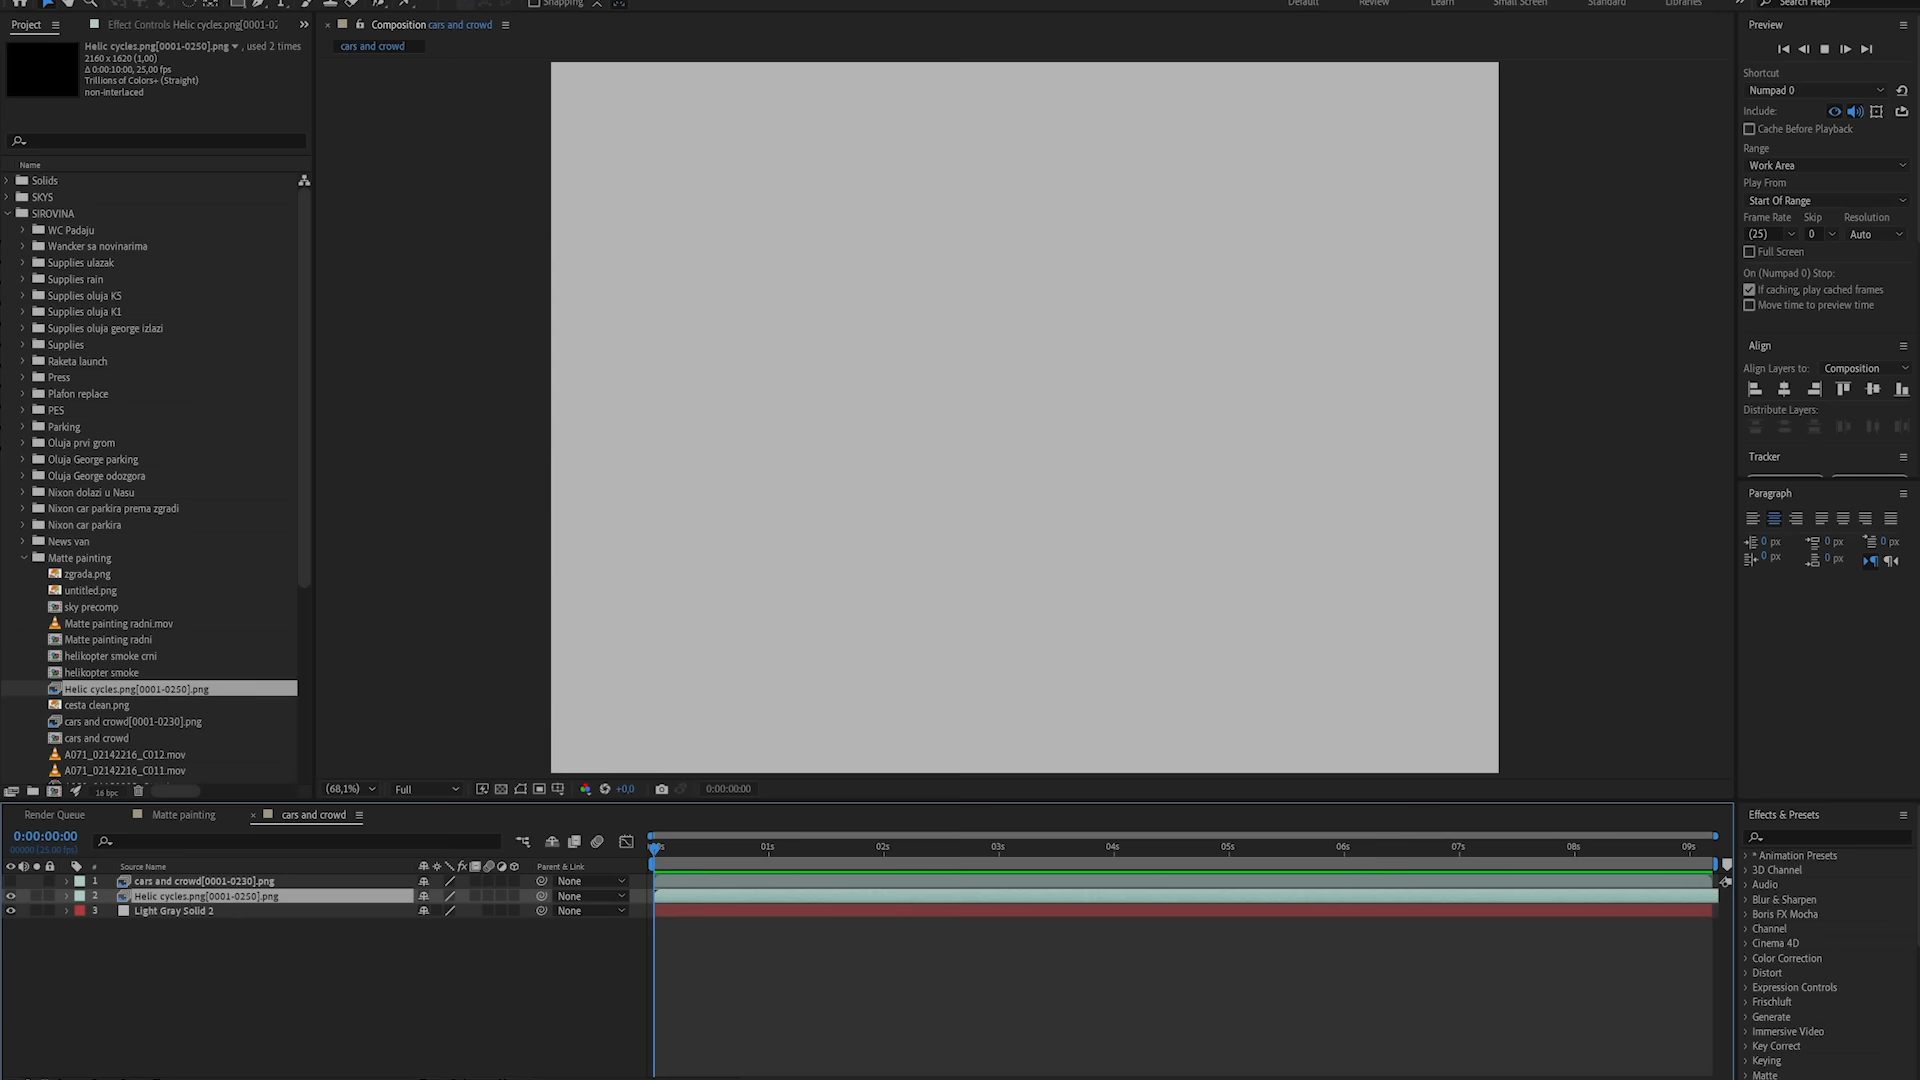 Snapping
Default
Review
Learn
Small Screen
Standard
Libraries
Search Help
Project
Effect Controls Helic cycles.png[0001-02
Composition cars and crowd
Preview
Helic cycles.png[0001-0250].png , used 2 times
2160 x 1620 (1,00)
Δ 0:00:10:00, 25,00 fps
Trillions of Colors+ (Straight)
non-interlaced
cars and crowd
Shortcut
Numpad 0
Include:
Cache Before Playback
Range
Work Area
Play From
Start Of Range
Frame Rate Skip Resolution
(25) 0 Auto
Full Screen
On (Numpad 0) Stop:
If caching, play cached frames
Move time to preview time
Align
Align Layers to: Composition
Distribute Layers:
Tracker
Paragraph
0 px 0 px 0 px
0 px 0 px
Name
Solids
SKYS
SIROVINA
WC Padaju
Wancker sa novinarima
Supplies ulazak
Supplies rain
Supplies oluja K5
Supplies oluja K1
Supplies oluja george izlazi
Supplies
Raketa launch
Press
Plafon replace
PES
Parking
Oluja prvi grom
Oluja George parking
Oluja George odozgora
Nixon dolazi u Nasu
Nixon car parkira prema zgradi
Nixon car parkira
News van
Matte painting
zgrada.png
untitled.png
sky precomp
Matte painting radni.mov
Matte painting radni
helikopter smoke crni
helikopter smoke
Helic cycles.png[0001-0250].png
cesta clean.png
cars and crowd[0001-0230].png
cars and crowd
A071_02142216_C012.mov
A071_02142216_C011.mov
16 bpc
(68,1%)
Full
+0,0
0:00:00:00
Render Queue
Matte painting
cars and crowd
0:00:00:00
00000 (25.00 fps)
01s 02s 03s 04s 05s 06s 07s 08s 09s
# Source Name Parent & Link
1 cars and crowd[0001-0230].png None
2 Helic cycles.png[0001-0250].png None
3 Light Gray Solid 2 None
Effects & Presets
* Animation Presets
3D Channel
Audio
Blur & Sharpen
Boris FX Mocha
Channel
Cinema 4D
Color Correction
Distort
Expression Controls
Frischluft
Generate
Immersive Video
Key Correct
Keying
Matte